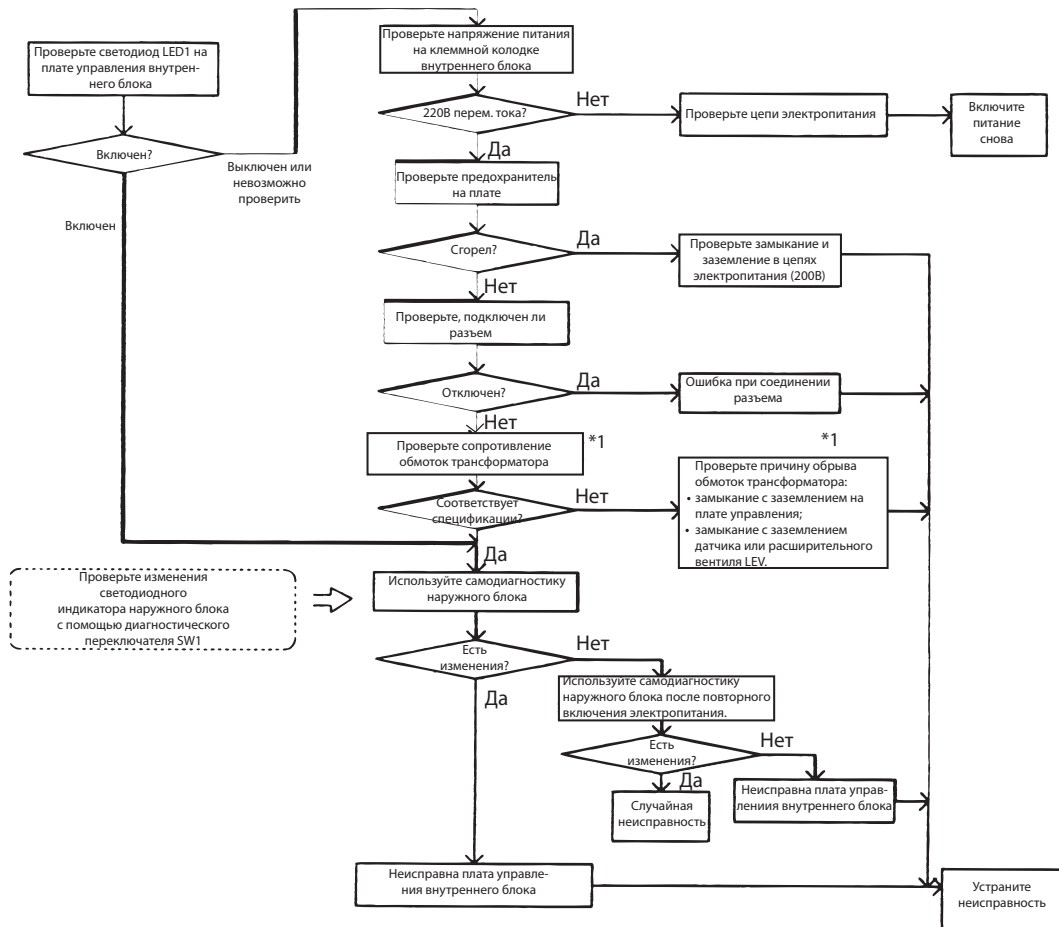 Проверьте светодиод LED1 на
плате управления внутрен-
него блока
Включен?
Выключен или
невозможно
проверить
Включен
Проверьте напряжение питания
на клеммной колодке
внутреннего блока
220В перем. тока?
Нет
Проверьте цепи электропитания
Включите
питание
снова
Да
Проверьте предохранитель
на плате
Сгорел?
Да
Проверьте замыкание и
заземление в цепях
электропитания (200В)
Нет
Проверьте, подключен ли
разъем
Отключен?
Да
Ошибка при соединении
разъема
Нет
Проверьте сопротивление
обмоток трансформатора
*1
Соответствует
спецификации?
Нет
*1
Проверьте причину обрыва
обмоток трансформатора:
• замыкание с заземлением на
плате управления;
• замыкание с заземлением
датчика или расширительного
вентиля LEV.
Да
Проверьте изменения
светодиодного
индикатора наружного блока
с помощью диагностического
переключателя SW1
Используйте самодиагностику
наружного блока
Есть
изменения?
Нет
Используйте самодиагностику
наружного блока после повторного
включения электропитания.
Да
Есть
изменения?
Нет
Да
Случайная
неисправность
Неисправна плата управ-
лениия внутреннего блока
Неисправна плата управле-
ния внутреннего блока
Устраните
неисправность